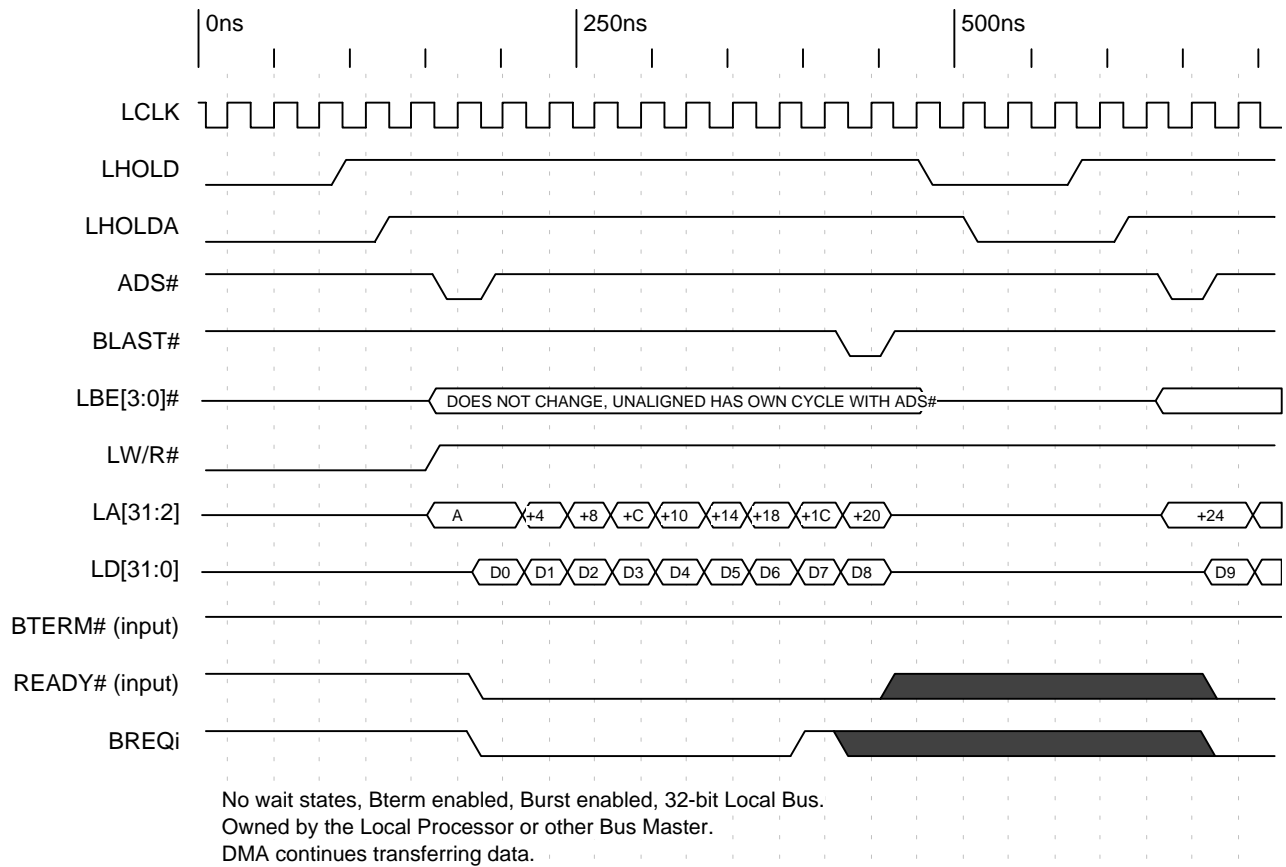 0ns 250ns 500ns
LCLK
LHOLD
LHOLDA
ADS#
BLAST#
LBE[3:0]# DOES NOT CHANGE, UNALIGNED HAS OWN CYCLE WITH ADS#
LW/R#
LA[31:2] A +4 +8 +C +10 +14 +18 +1C +20 +24
LD[31:0] D0 D1 D2 D3 D4 D5 D6 D7 D8 D9
BTERM# (input)
READY# (input)
BREQi
No wait states, Bterm enabled, Burst enabled, 32-bit Local Bus.
Owned by the Local Processor or other Bus Master.
DMA continues transferring data.